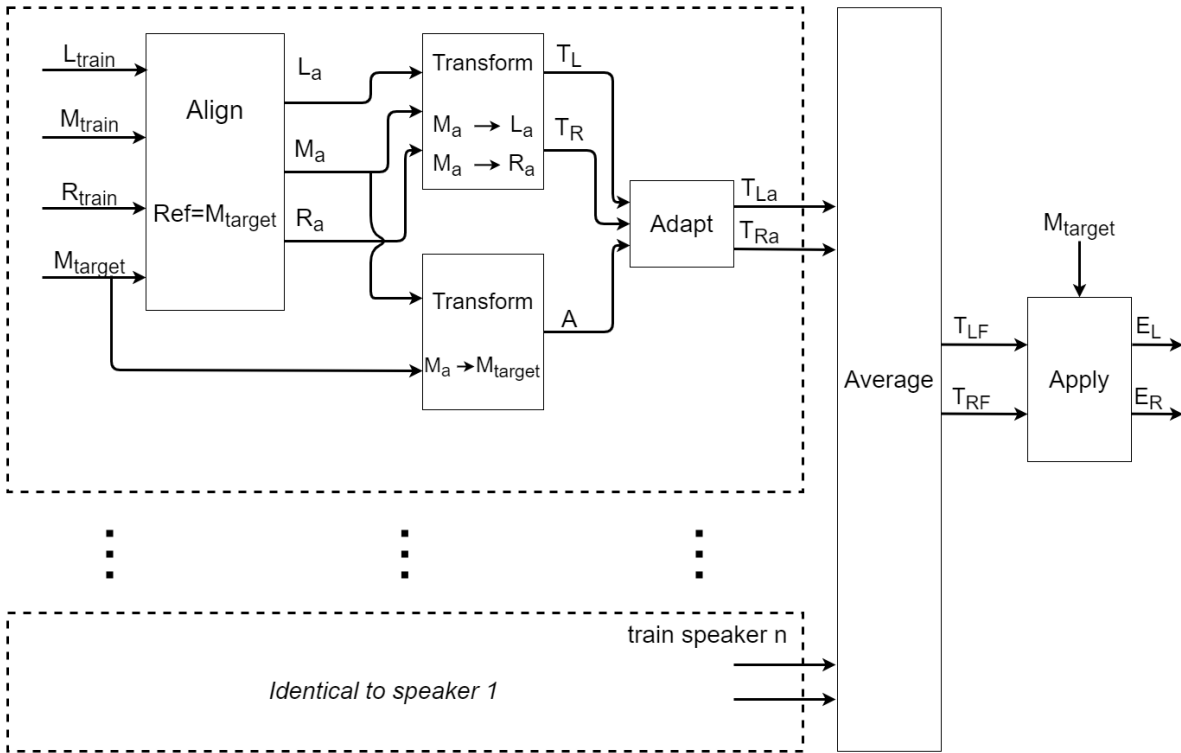 L_train
M_train
R_train
M_target
Align
Ref=M_target
L_a
M_a
R_a
Transform
M_a → L_a
M_a → R_a
T_L
T_R
Transform
M_a → M_target
A
Adapt
T_La
T_Ra
Average
T_LF
T_RF
M_target
Apply
E_L
E_R
train speaker n
Identical to speaker 1